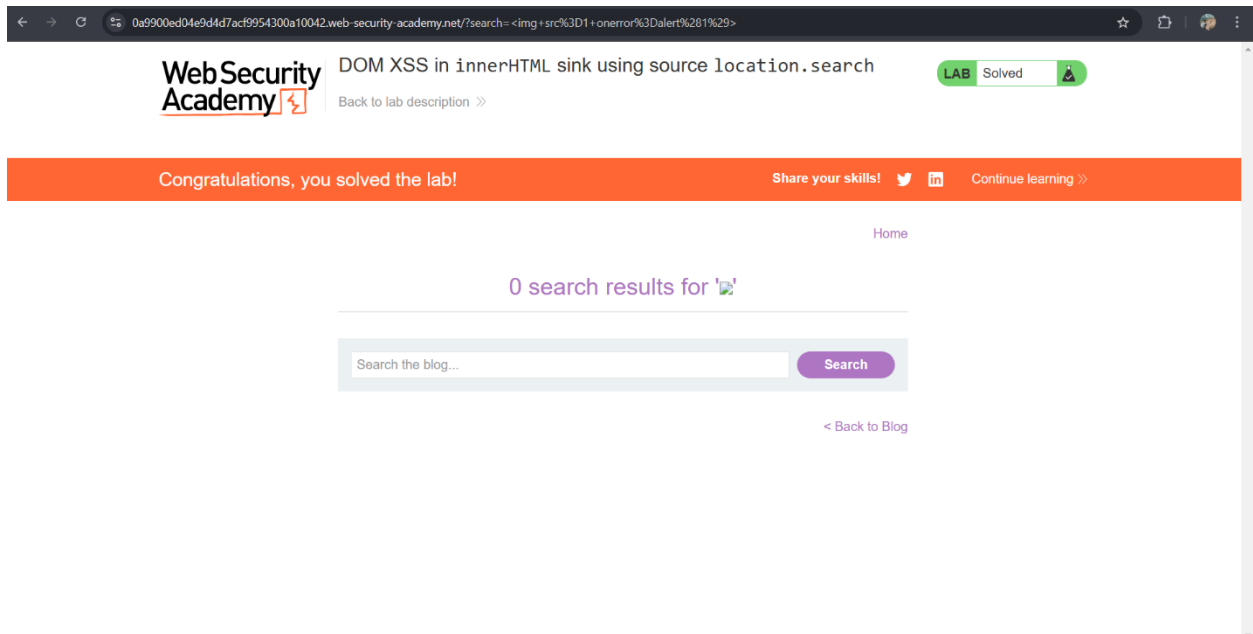 0a9900ed04e9d4d7acf9954300a10042.web-security-academy.net/?search=<img+src%3D1+onerror%3Dalert%281%29>
Web Security
Academy
DOM XSS in innerHTML sink using source location.search
Back to lab description
LAB Solved
Congratulations, you solved the lab!
Share your skills!
in
Continue learning
Home
0 search results for ''
Search the blog...
Search
< Back to Blog